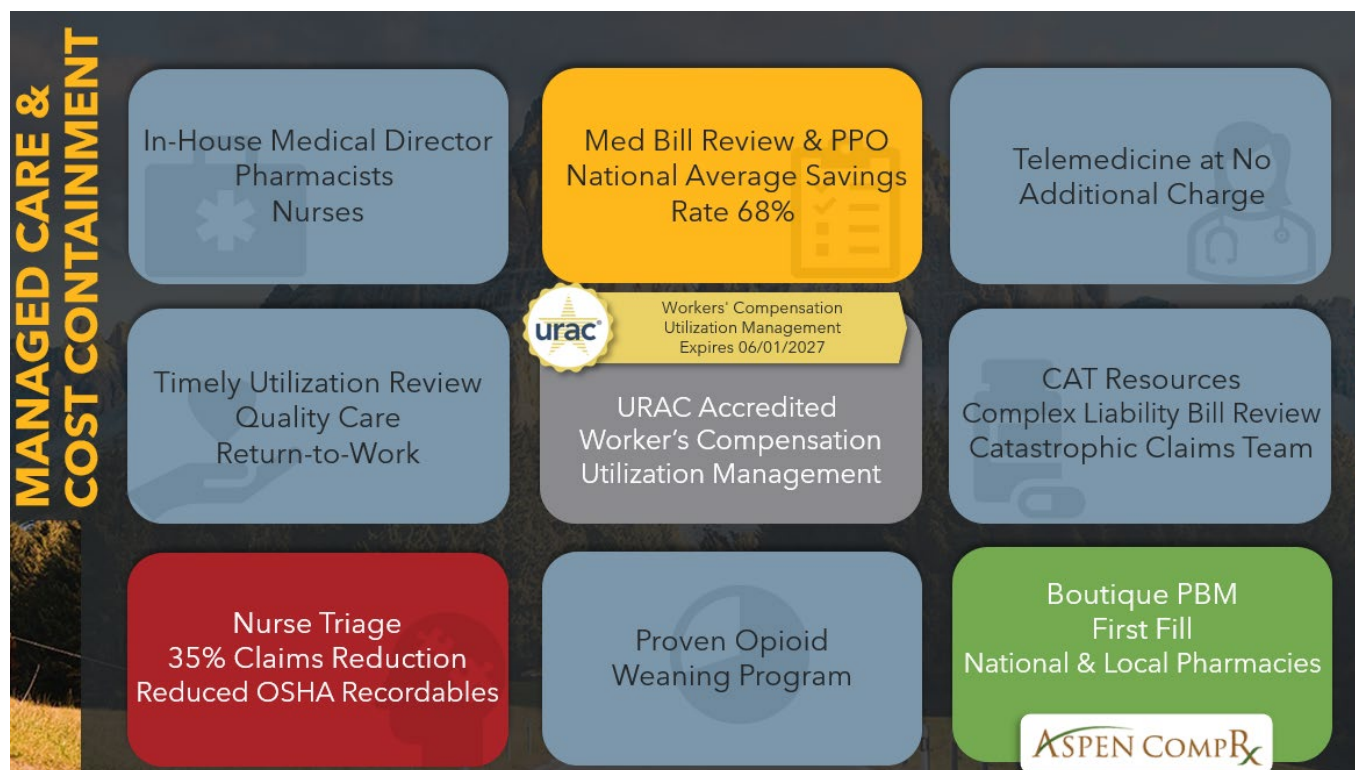 MANAGED CARE &
COST CONTAINMENT
In-House Medical Director
Pharmacists
Nurses
Med Bill Review & PPO
National Average Savings
Rate 68%
Telemedicine at No
Additional Charge
Timely Utilization Review
Quality Care
Return-to-Work
urac®
Workers' Compensation
Utilization Management
Expires 06/01/2027
URAC Accredited
Worker's Compensation
Utilization Management
CAT Resources
Complex Liability Bill Review
Catastrophic Claims Team
Nurse Triage
35% Claims Reduction
Reduced OSHA Recordables
Proven Opioid
Weaning Program
Boutique PBM
First Fill
National & Local Pharmacies
ASPEN COMPRx